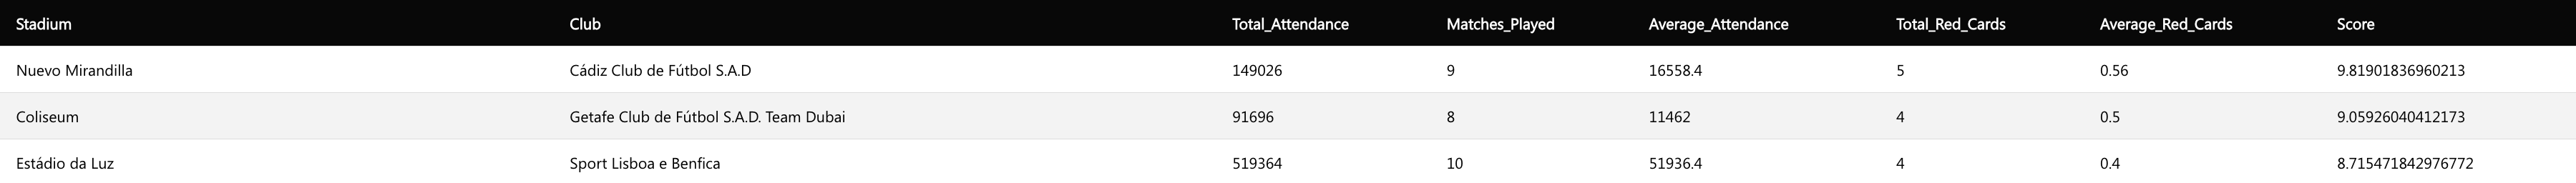 Stadium Club Total_Attendance Matches_Played Average_Attendance Total_Red_Cards Average_Red_Cards Score
Nuevo Mirandilla Cádiz Club de Fútbol S.A.D 149026 9 16558.4 5 0.56 9.81901836960213
Coliseum Getafe Club de Fútbol S.A.D. Team Dubai 91696 8 11462 4 0.5 9.05926040412173
Estádio da Luz Sport Lisboa e Benfica 519364 10 51936.4 4 0.4 8.715471842976772